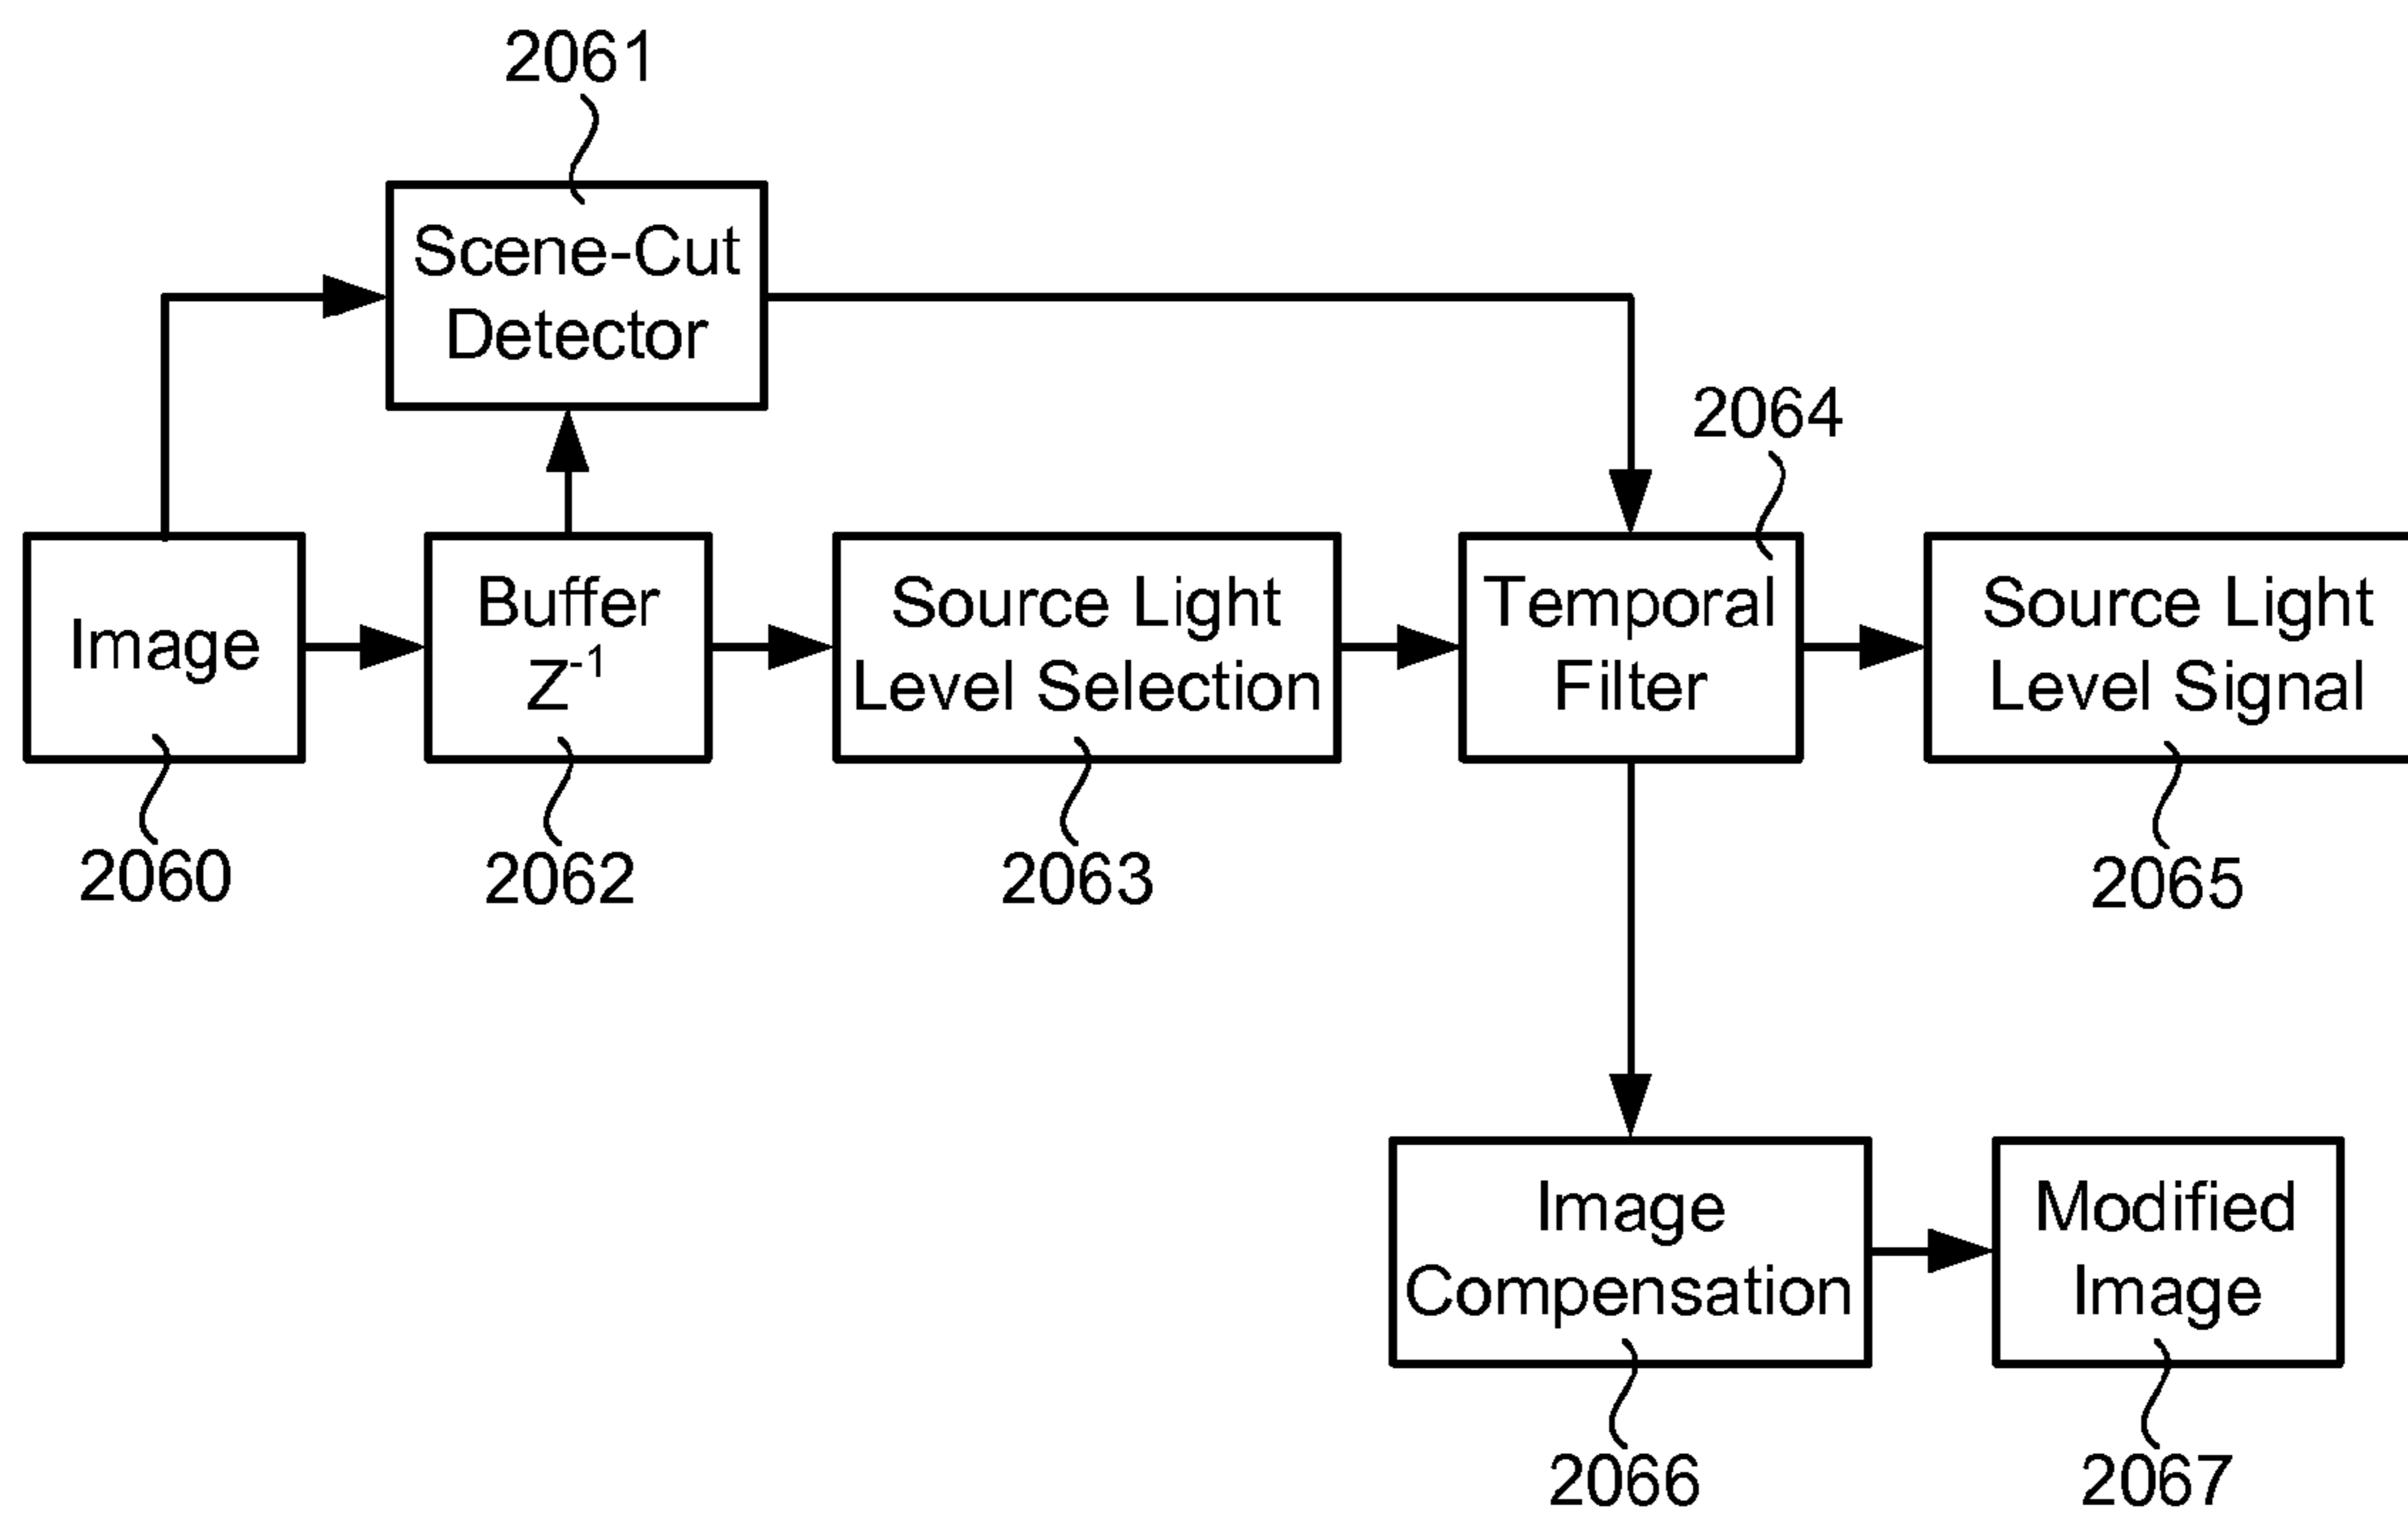 2061
Scene-Cut
Detector
2064
Image
Buffer
Z⁻¹
Source Light
Level Selection
Temporal
Filter
Source Light
Level Signal
2060
2062
2063
2065
Image
Compensation
Modified
Image
2066
2067